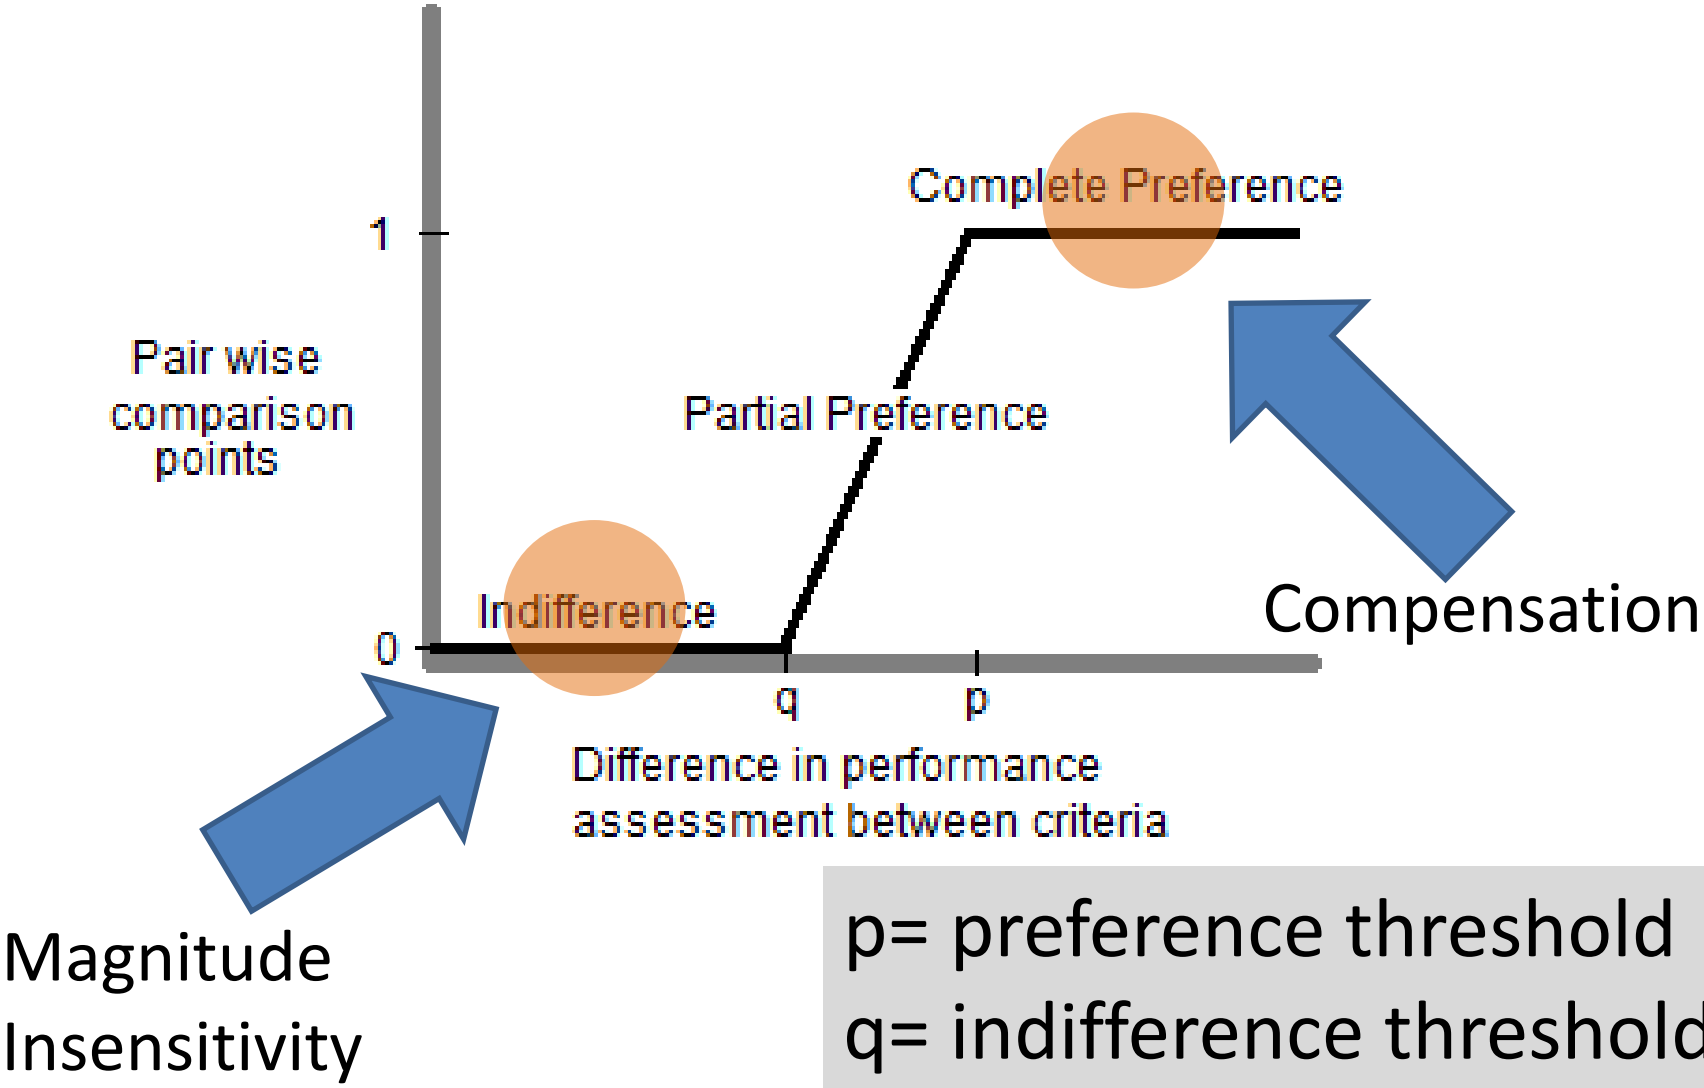 Complete Preference
1
Pair wise
comparison
points
Partial Preference
Indifference
0
Compensation
q
p
Difference in performance
assessment between criteria
Magnitude
Insensitivity
p= preference threshold
q= indifference threshold